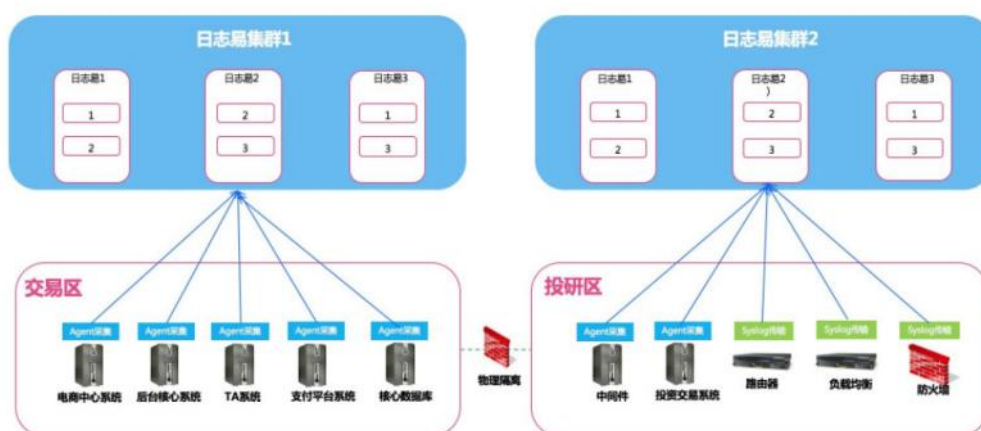 日志易集群1
日志易1
日志易2
日志易3
1
2
1
2
3
3
日志易集群2
日志易1
日志易2
)
日志易3
1
2
1
2
3
3
交易区
Agent采集
Agent采集
Agent采集
Agent采集
Agent采集
电商中心系统
后台核心系统
TA系统
支付平台系统
核心数据库
物理隔离
投研区
Agent采集
Agent采集
Syslog传输
Syslog传输
Syslog传输
中间件
投资交易系统
路由器
负载均衡
防火墙